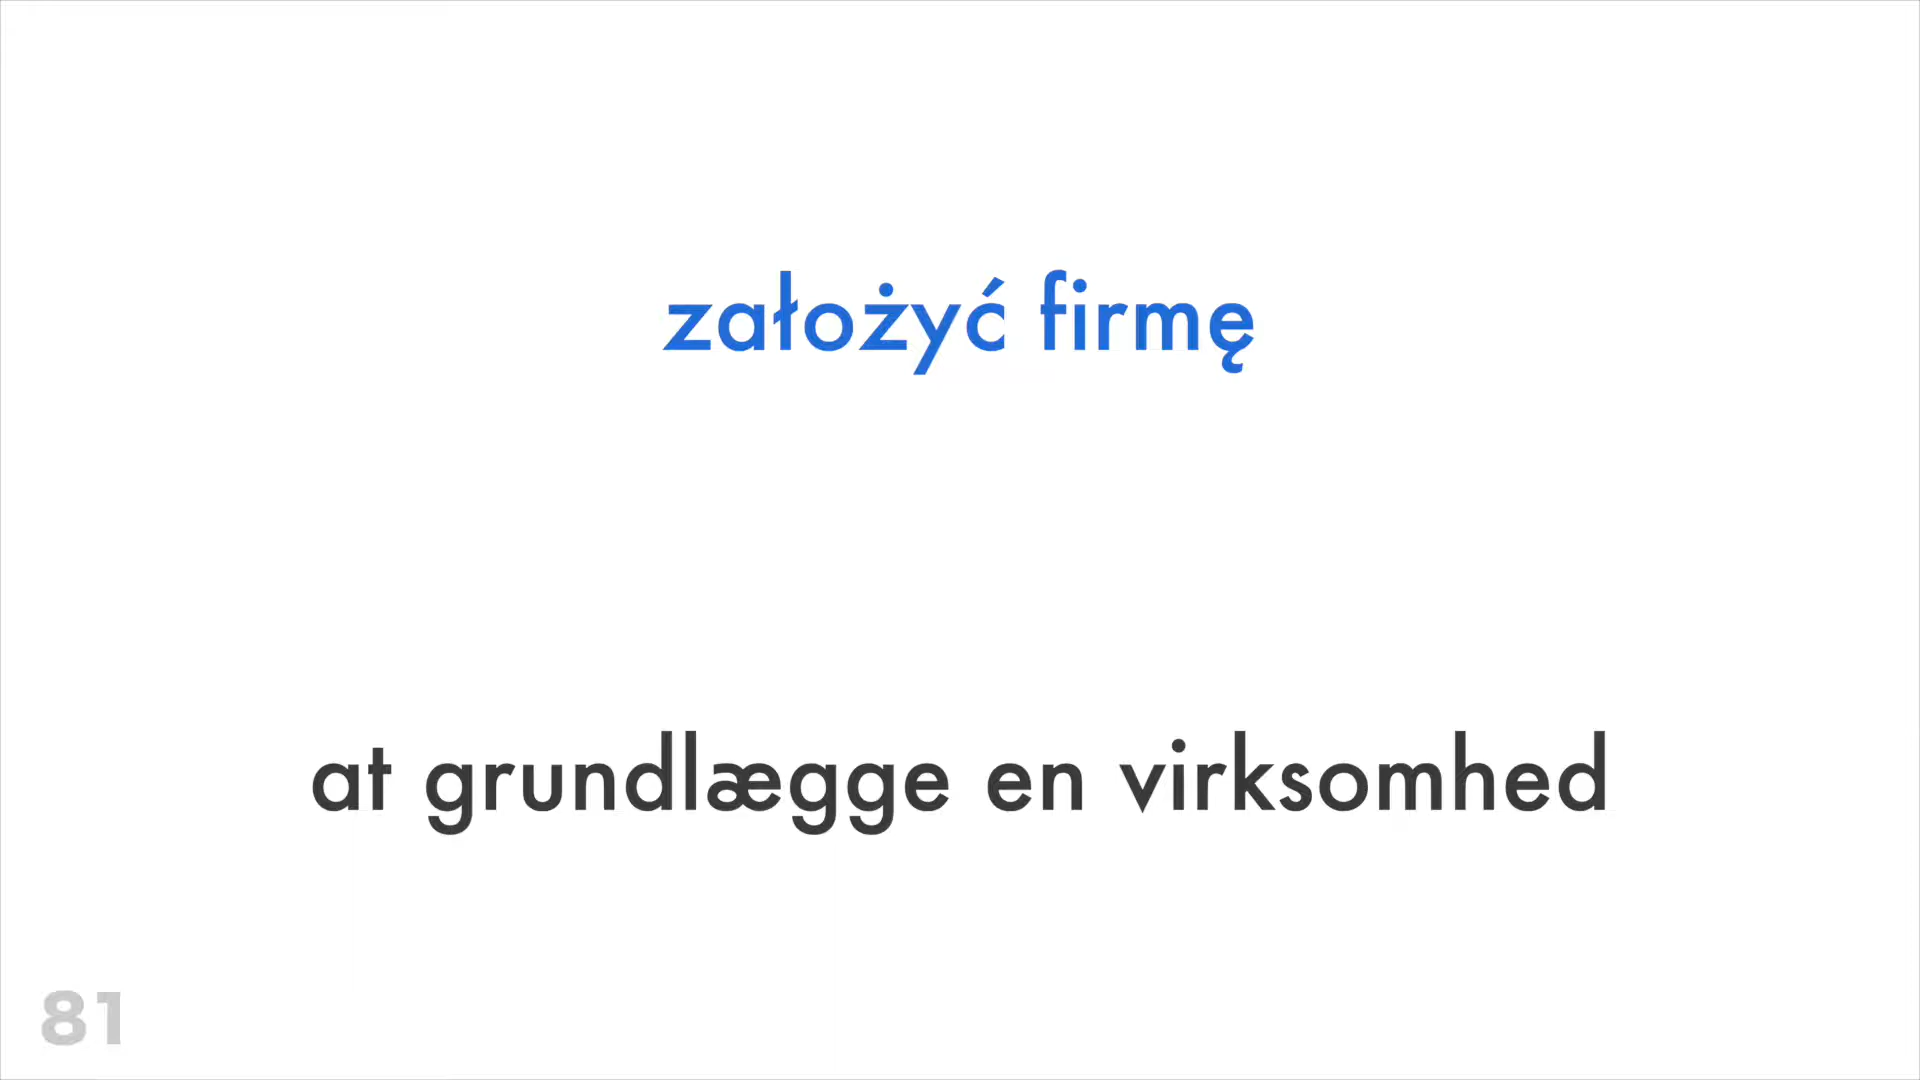 założyć firmę
at grundlægge en virksomhed
81